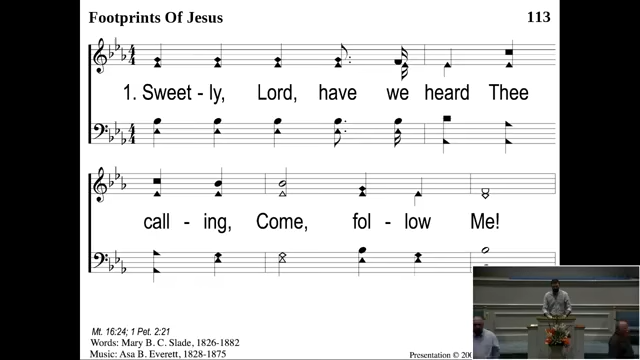 Footprints Of Jesus 113
1. Sweet - ly, Lord, have we heard Thee
call - ing, Come, fol - low Me!
Mt. 16:24; 1 Pet. 2:21
Words: Mary B. C. Slade, 1826-1882
Music: Asa B. Everett, 1828-1875
Presentation © 200